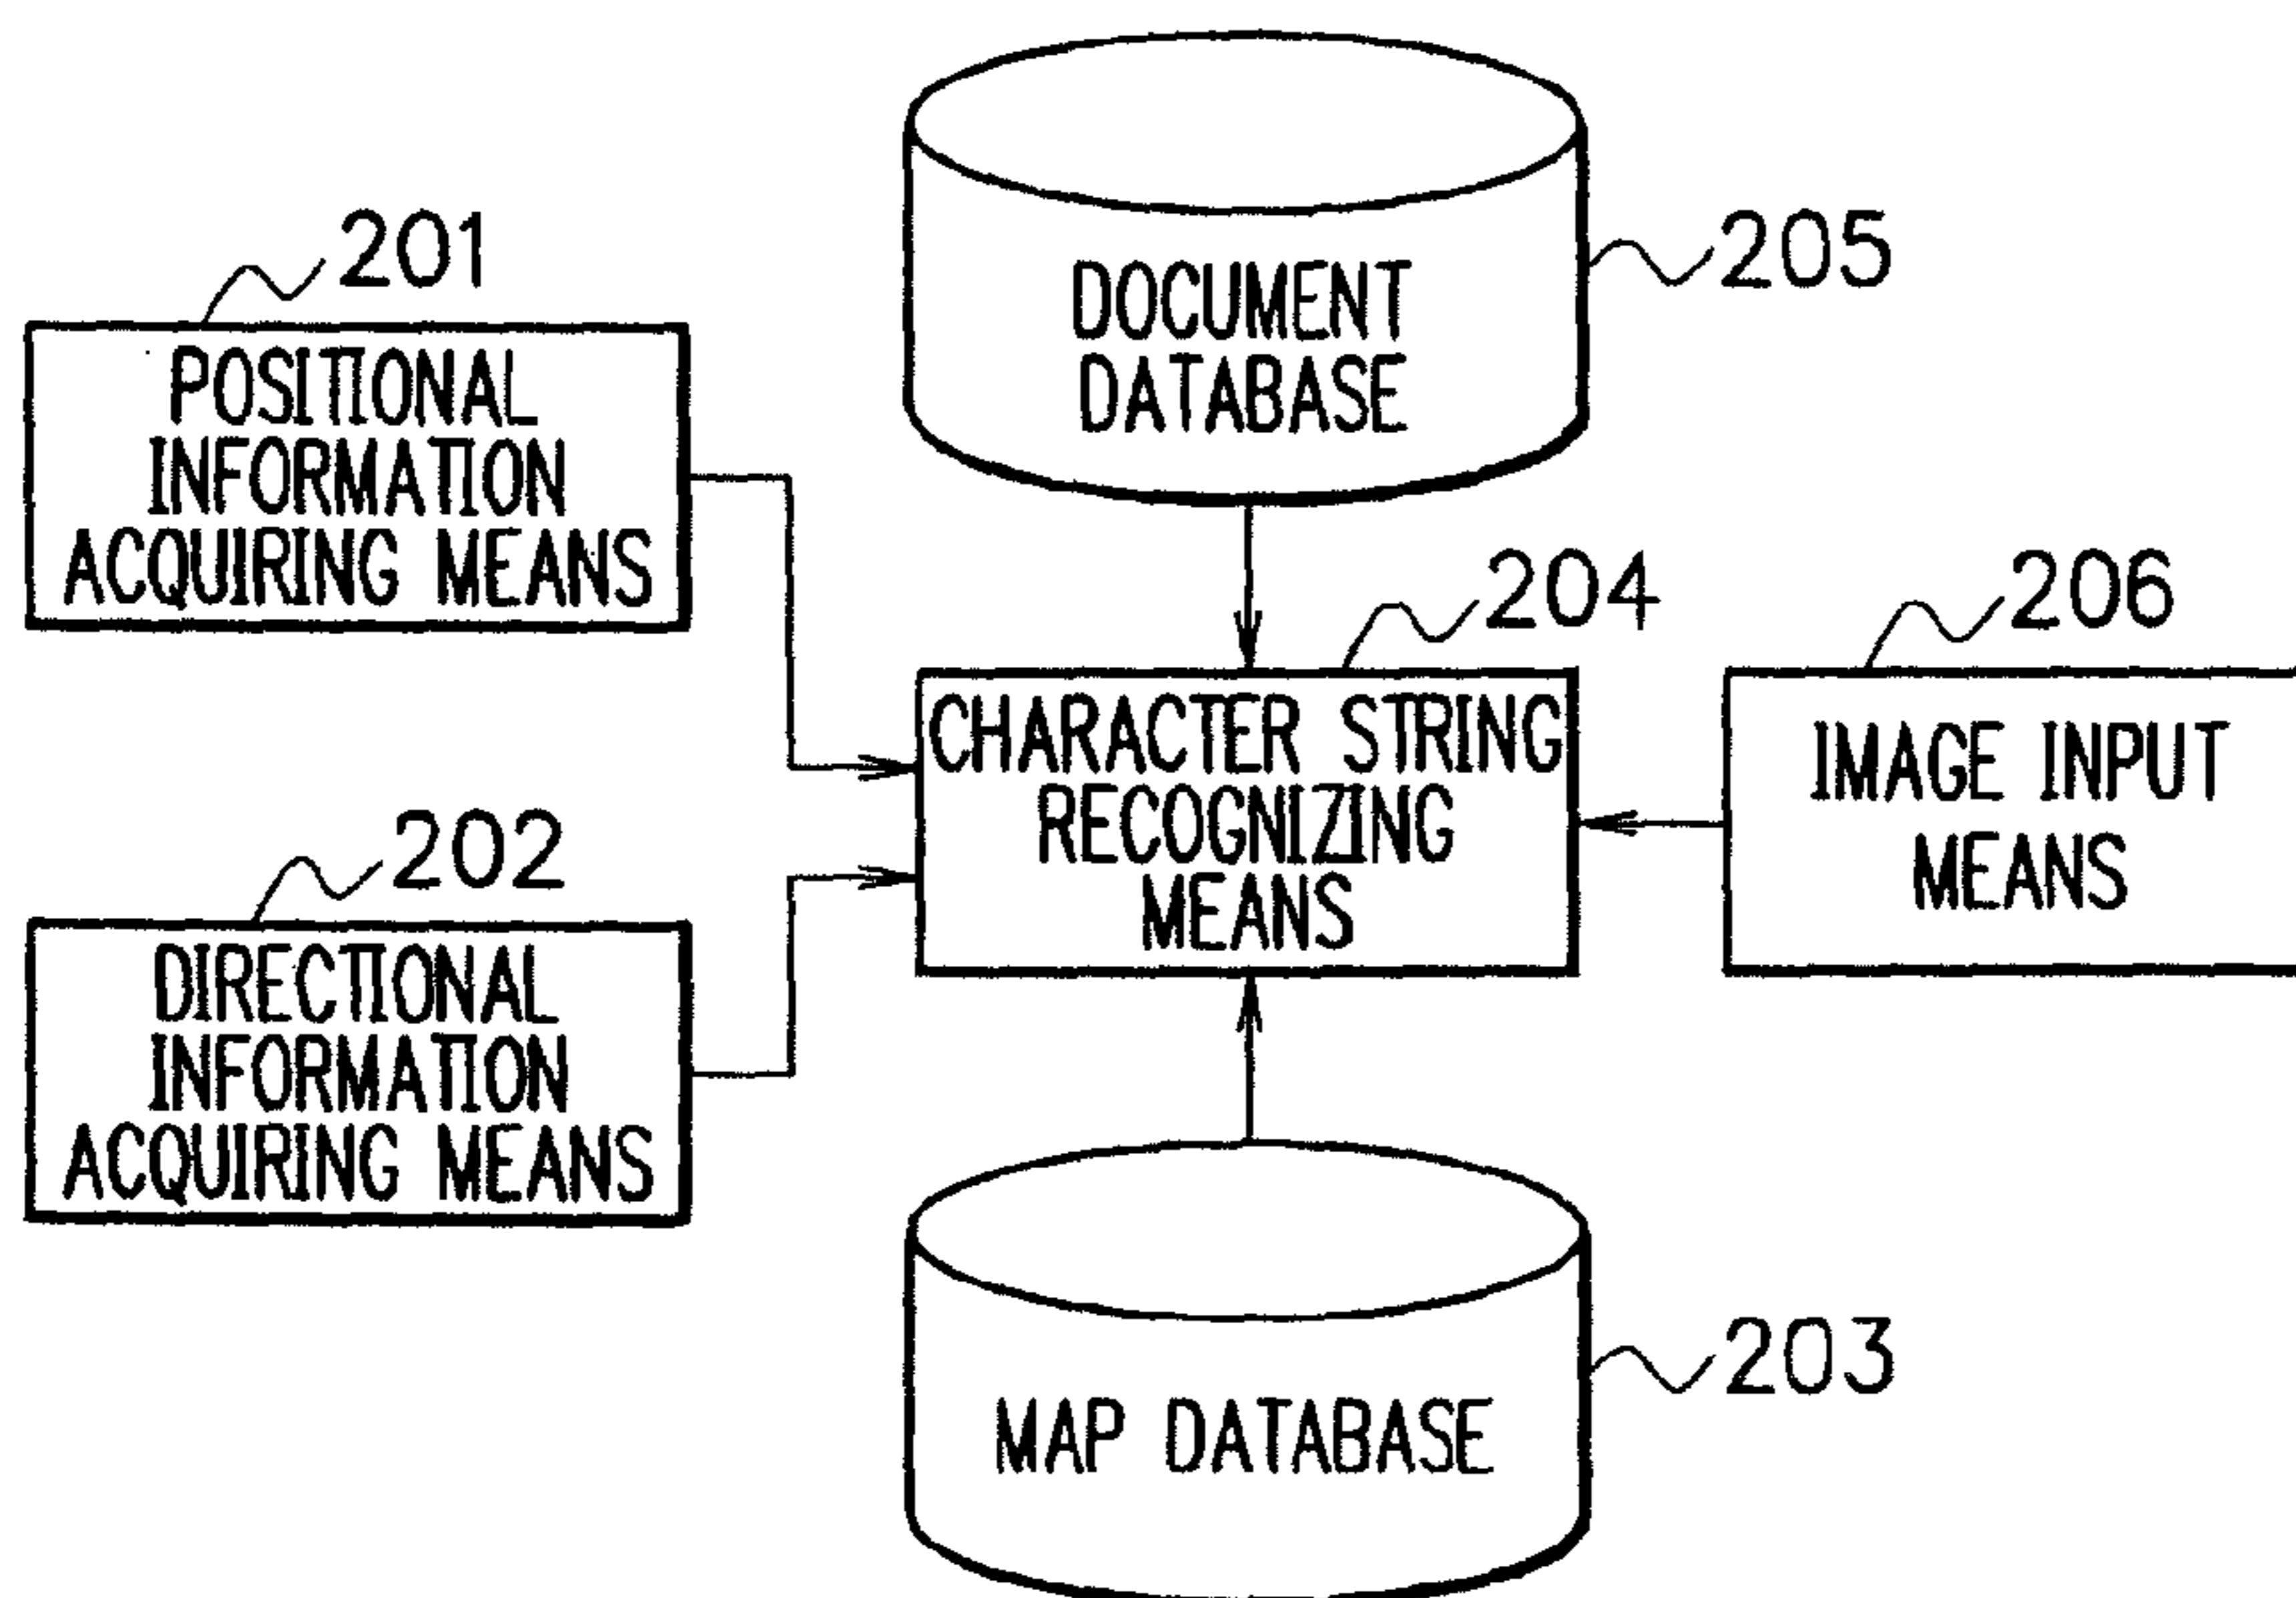 201
POSITIONAL
INFORMATION
ACQUIRING MEANS
202
DIRECTIONAL
INFORMATION
ACQUIRING MEANS
DOCUMENT
DATABASE
205
204
CHARACTER STRING
RECOGNIZING
MEANS
206
IMAGE INPUT
MEANS
MAP DATABASE
203